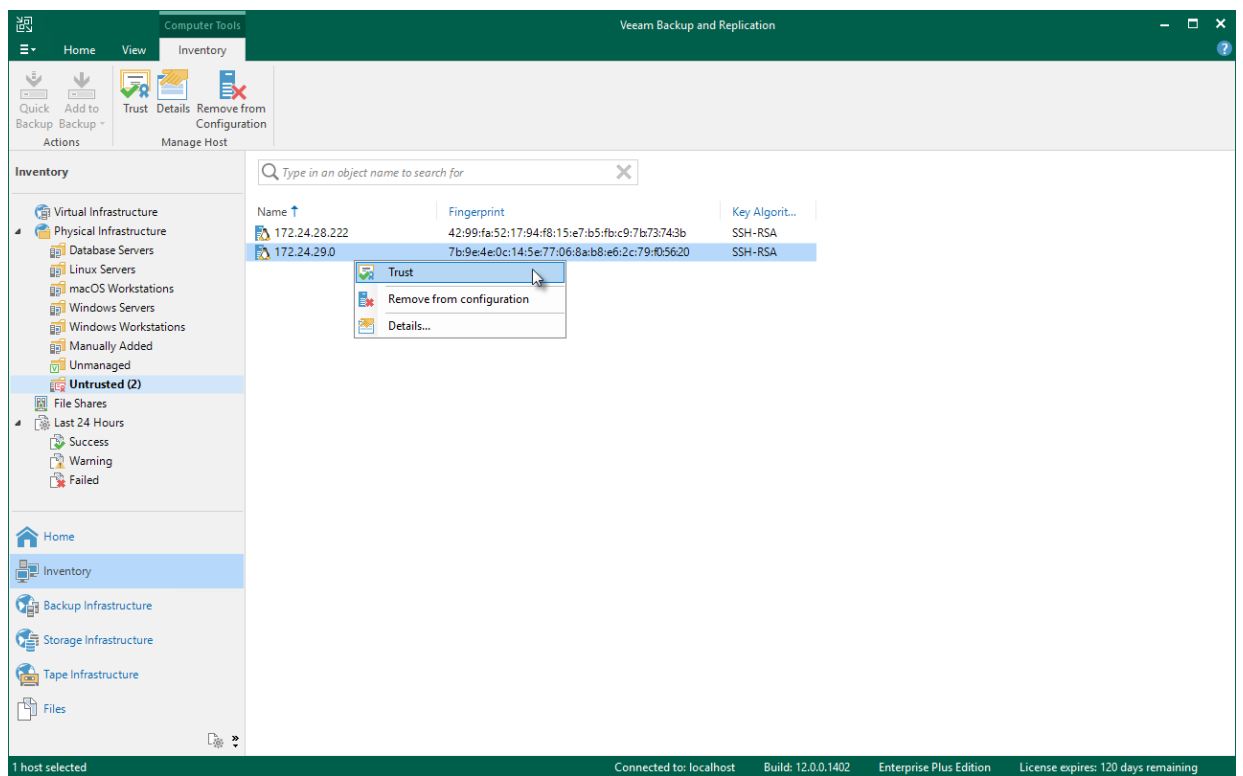 Computer Tools
Veeam Backup and Replication
Home View Inventory
Quick Backup
Add to Backup
Trust
Details
Remove from Configuration
Actions
Manage Host
Inventory
Type in an object name to search for
Virtual Infrastructure
Physical Infrastructure
Database Servers
Linux Servers
macOS Workstations
Windows Servers
Windows Workstations
Manually Added
Unmanaged
Untrusted (2)
File Shares
Last 24 Hours
Success
Warning
Failed
Name Fingerprint Key Algorit...
172.24.28.222 42:99:fa:52:17:94:f8:15:e7:b5:fb:c9:7b:73:74:3b SSH-RSA
172.24.29.0 7b:9e:4e:0c:14:5e:77:06:8a:b8:e6:2c:79:f0:56:20 SSH-RSA
Trust
Remove from configuration
Details...
Home
Inventory
Backup Infrastructure
Storage Infrastructure
Tape Infrastructure
Files
1 host selected
Connected to: localhost
Build: 12.0.0.1402
Enterprise Plus Edition
License expires: 120 days remaining